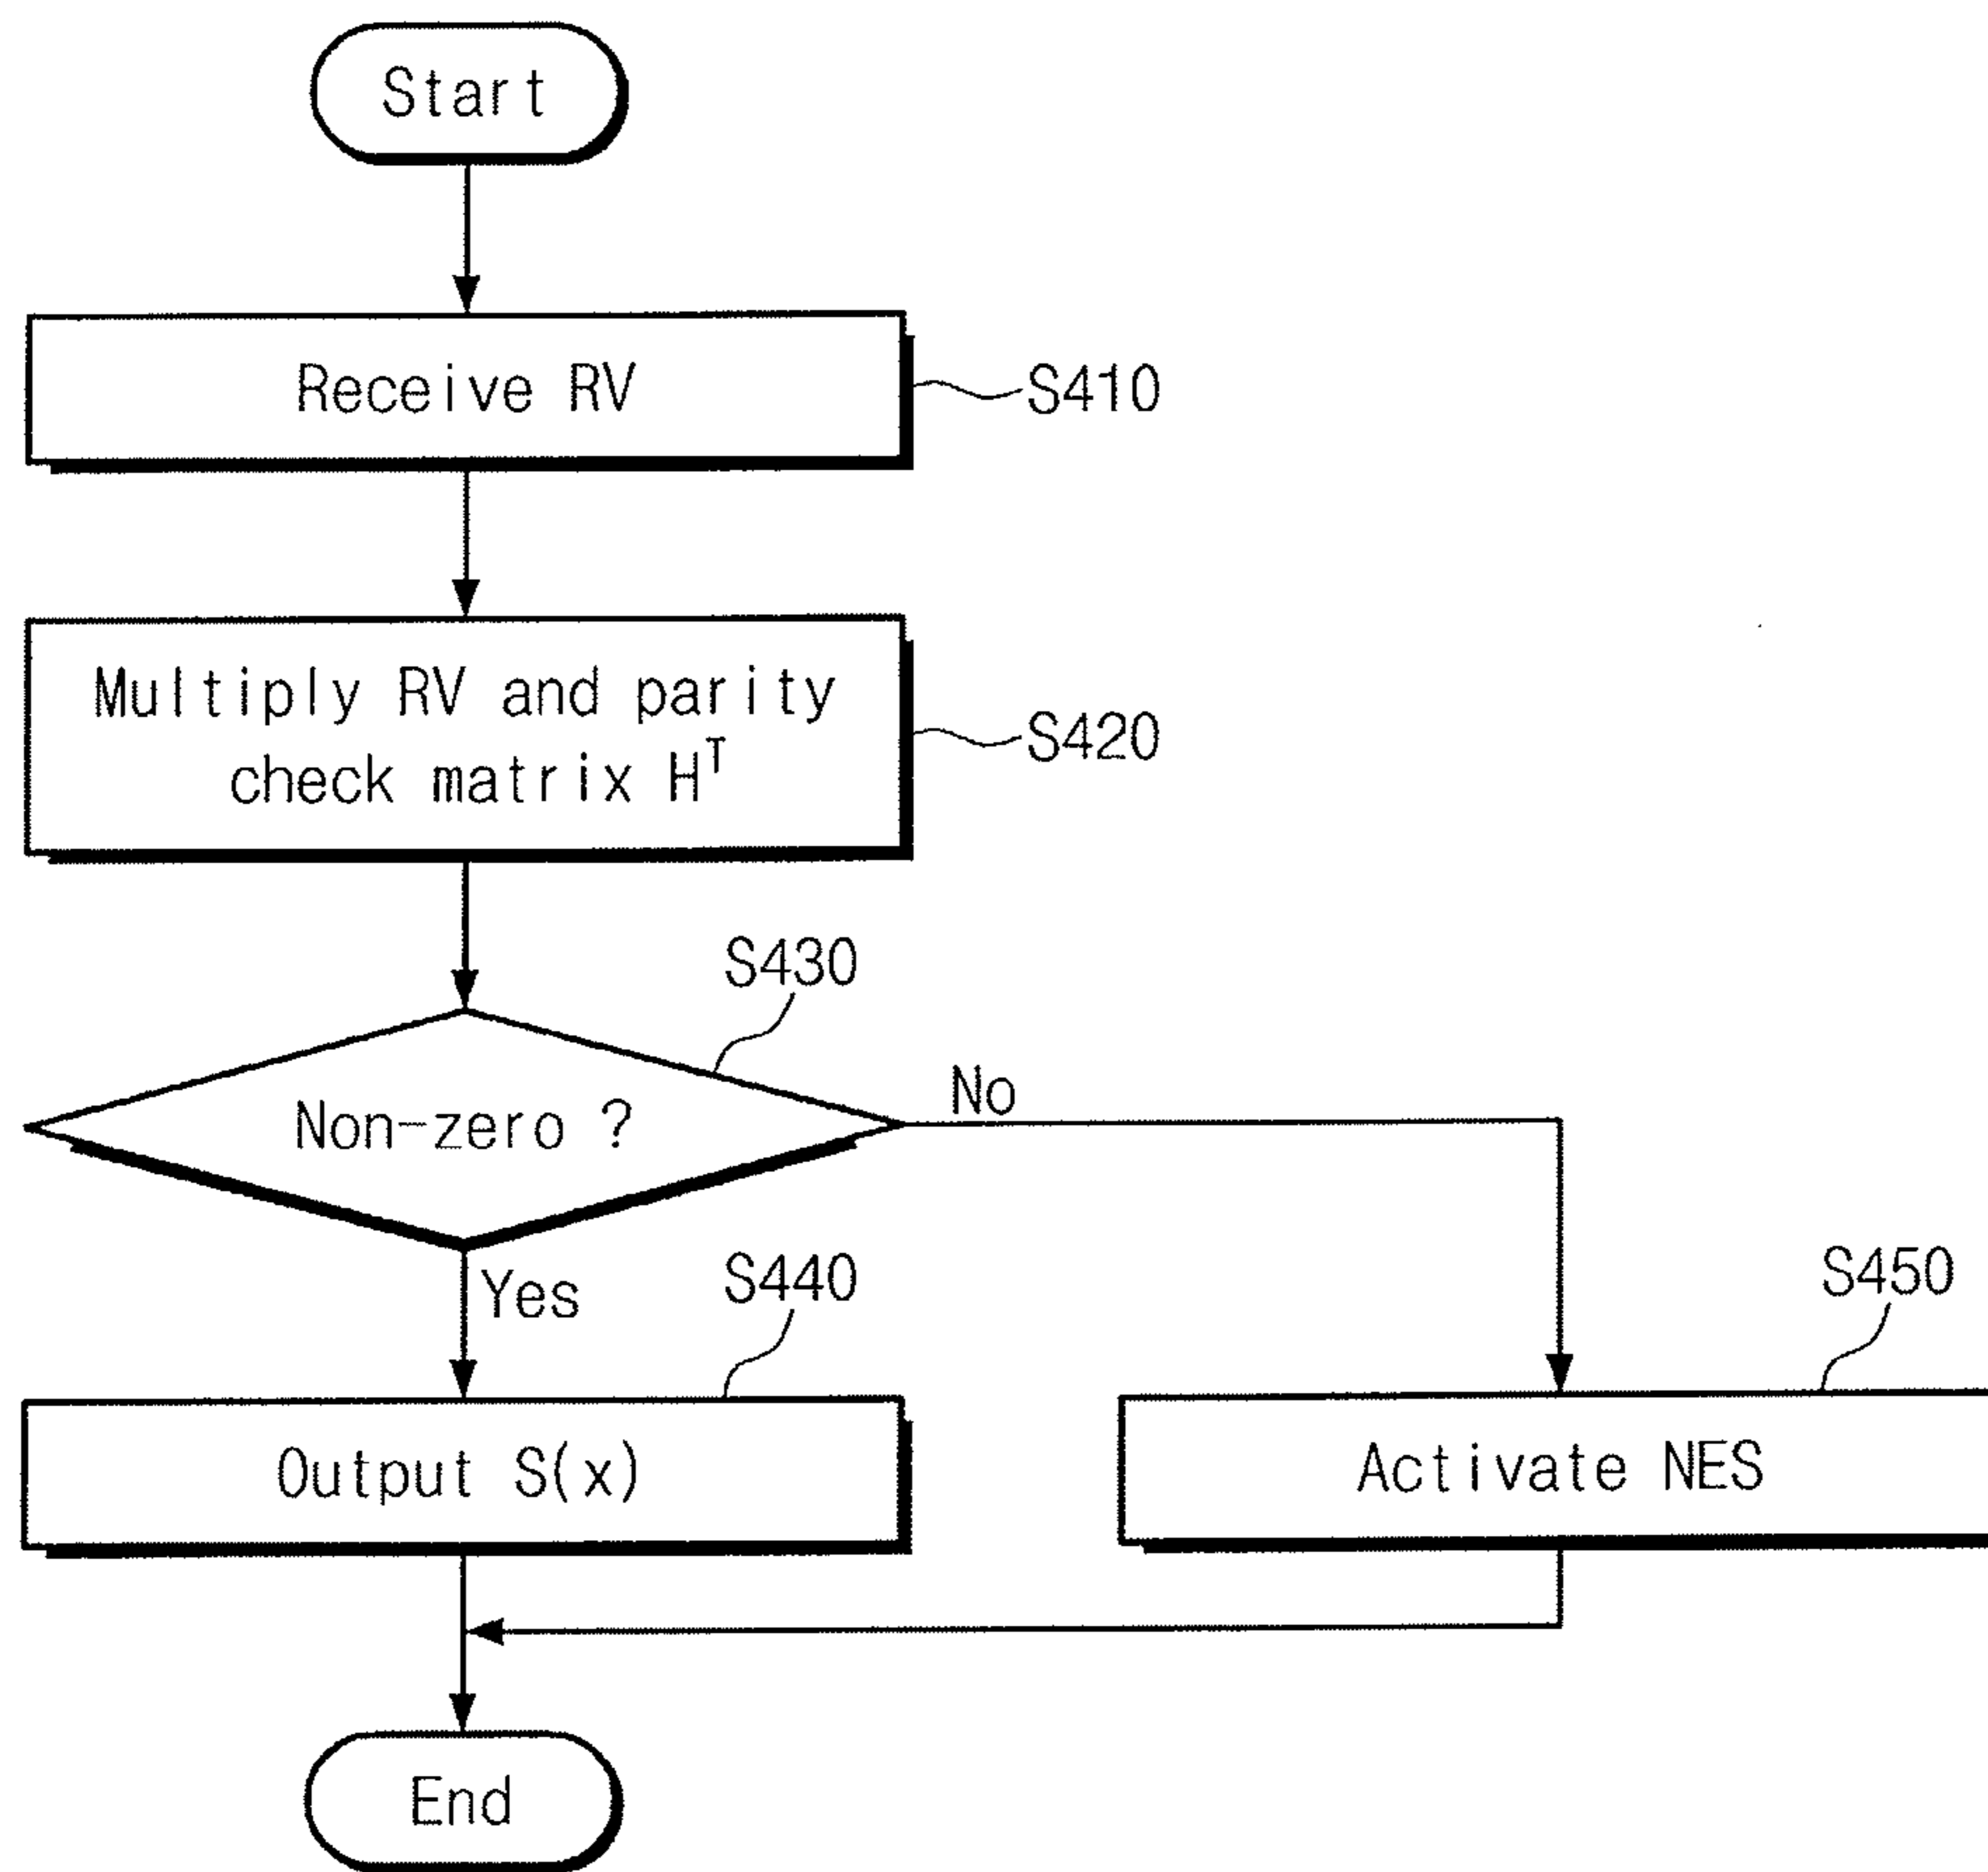 Start
Receive RV
S410
Multiply RV and parity
check matrix Hᵀ
S420
S430
Non-zero ?
No
Yes
S440
S450
Output S(x)
Activate NES
End